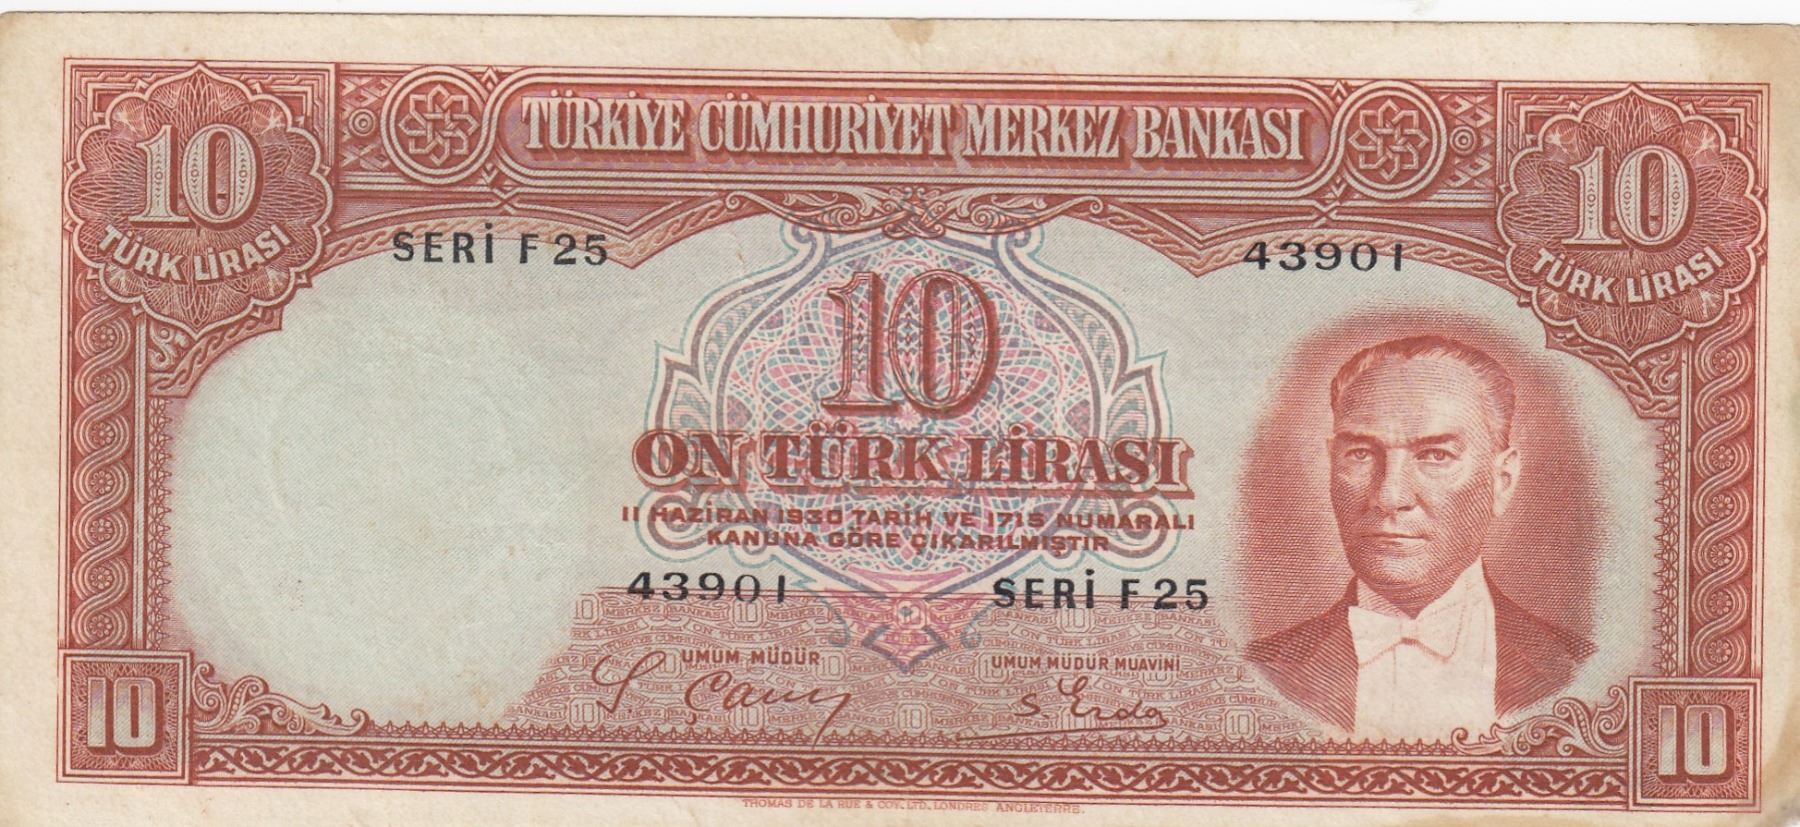 TÜRKİYE CÜMHURİYET MERKEZ BANKASI
10
TÜRK LİRASI
10
TÜRK LİRASI
SERİ F 25
43901
10
ON TÜRK LİRASI
11 HAZİRAN 1930 TARİH VE 1715 NUMARALI
KANUNA GÖRE ÇIKARILMIŞTIR
43901
SERİ F 25
UMUM MÜDÜR
UMUM MÜDÜR MUAVİNİ
10
10
THOMAS DE LA RUE & COY. LTD. LONDRES ANGLETERRE.